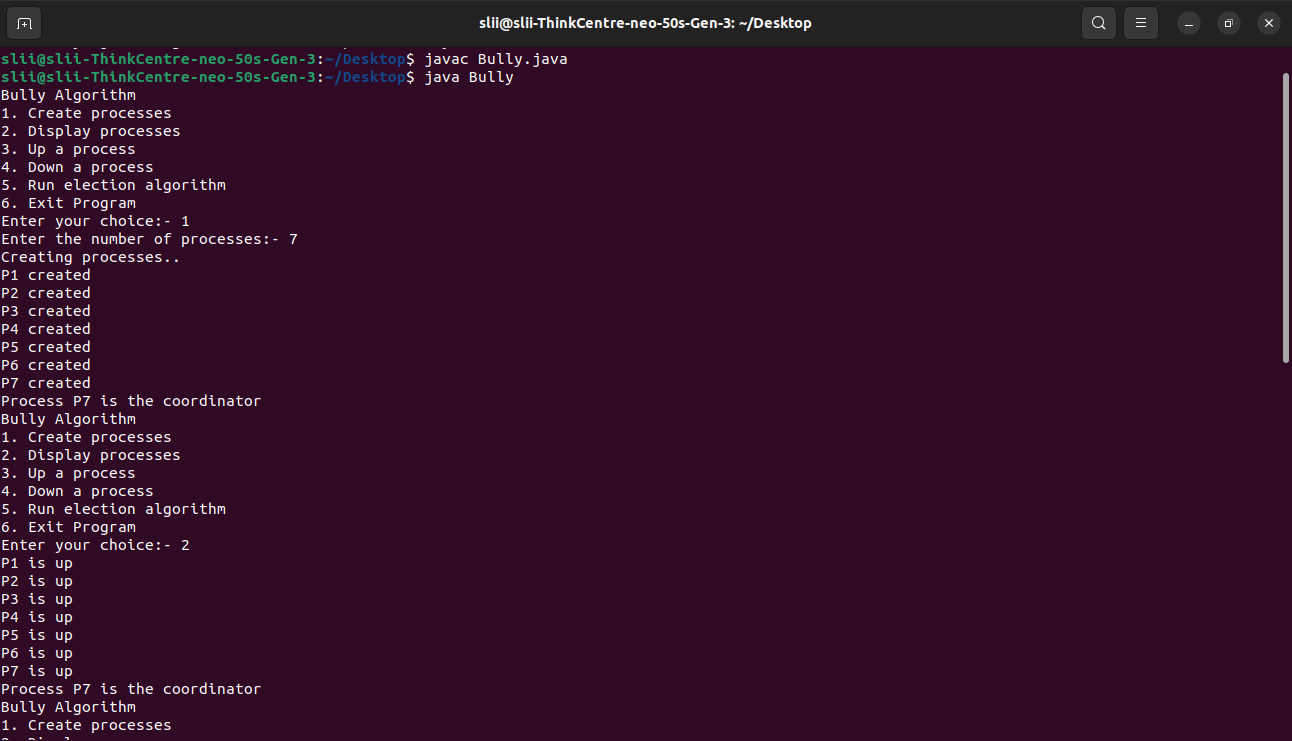 slii@slii-ThinkCentre-neo-50s-Gen-3: ~/Desktop
slii@slii-ThinkCentre-neo-50s-Gen-3:~/Desktop$ javac Bully.java
slii@slii-ThinkCentre-neo-50s-Gen-3:~/Desktop$ java Bully
Bully Algorithm
1. Create processes
2. Display processes
3. Up a process
4. Down a process
5. Run election algorithm
6. Exit Program
Enter your choice:- 1
Enter the number of processes:- 7
Creating processes..
P1 created
P2 created
P3 created
P4 created
P5 created
P6 created
P7 created
Process P7 is the coordinator
Bully Algorithm
1. Create processes
2. Display processes
3. Up a process
4. Down a process
5. Run election algorithm
6. Exit Program
Enter your choice:- 2
P1 is up
P2 is up
P3 is up
P4 is up
P5 is up
P6 is up
P7 is up
Process P7 is the coordinator
Bully Algorithm
1. Create processes